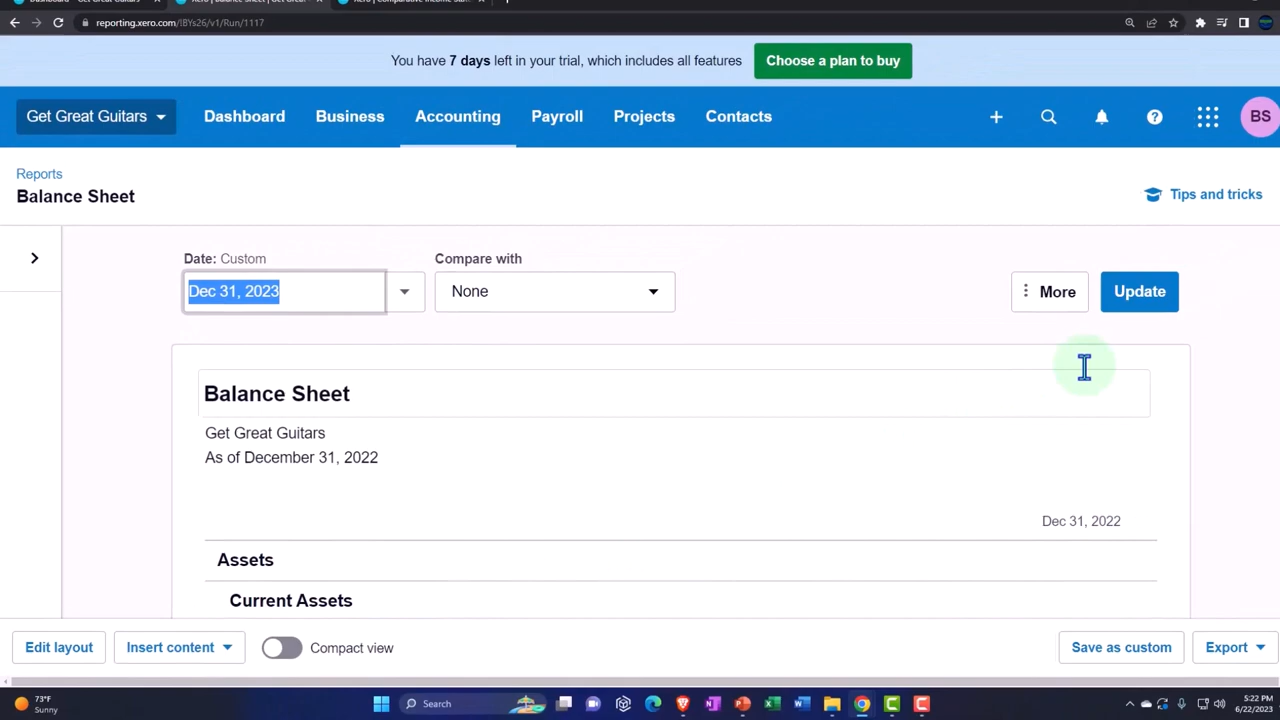 reporting.xero.com/!BYs26/v1/Run/1117
You have 7 days left in your trial, which includes all features
Choose a plan to buy
Get Great Guitars
Dashboard
Business
Accounting
Payroll
Projects
Contacts
BS
Reports
Balance Sheet
Tips and tricks
Date: Custom
Compare with
Dec 31, 2023
None
More
Update
Balance Sheet
Get Great Guitars
As of December 31, 2022
Dec 31, 2022
Assets
Current Assets
Edit layout
Insert content
Compact view
Save as custom
Export
73°F
Sunny
Search
5:22 PM
6/22/2023